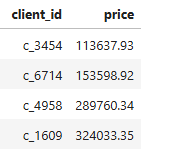 client_id price
c_3454 113637.93
c_6714 153598.92
c_4958 289760.34
c_1609 324033.35